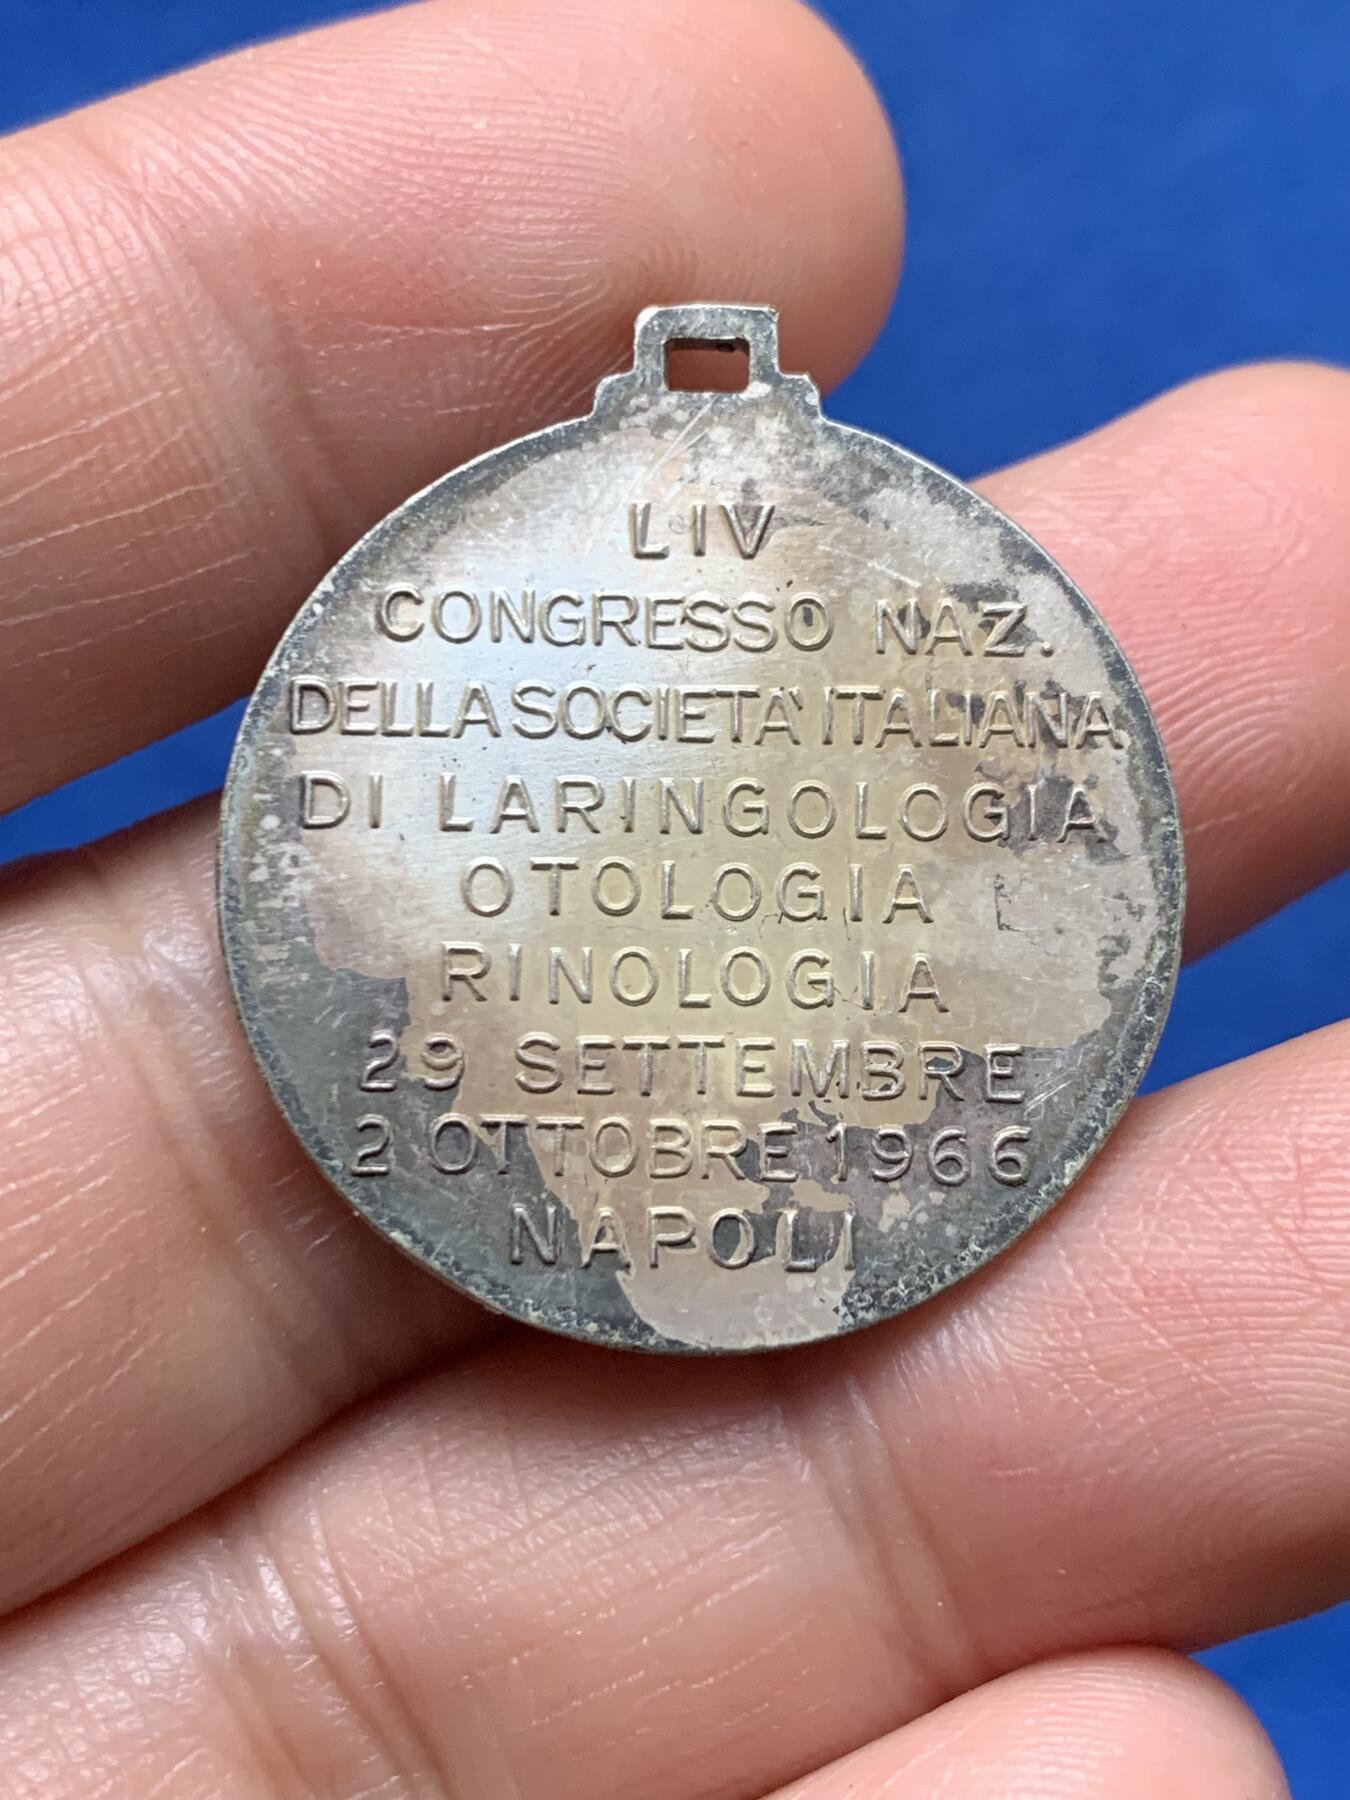 LIV
CONGRESSO NAZ.
DELLA SOCIETA' ITALIANA
DI LARINGOLOGIA
OTOLOGIA
RINOLOGIA
29 SETTEMBRE
2 OTTOBRE 1966
NAPOLI